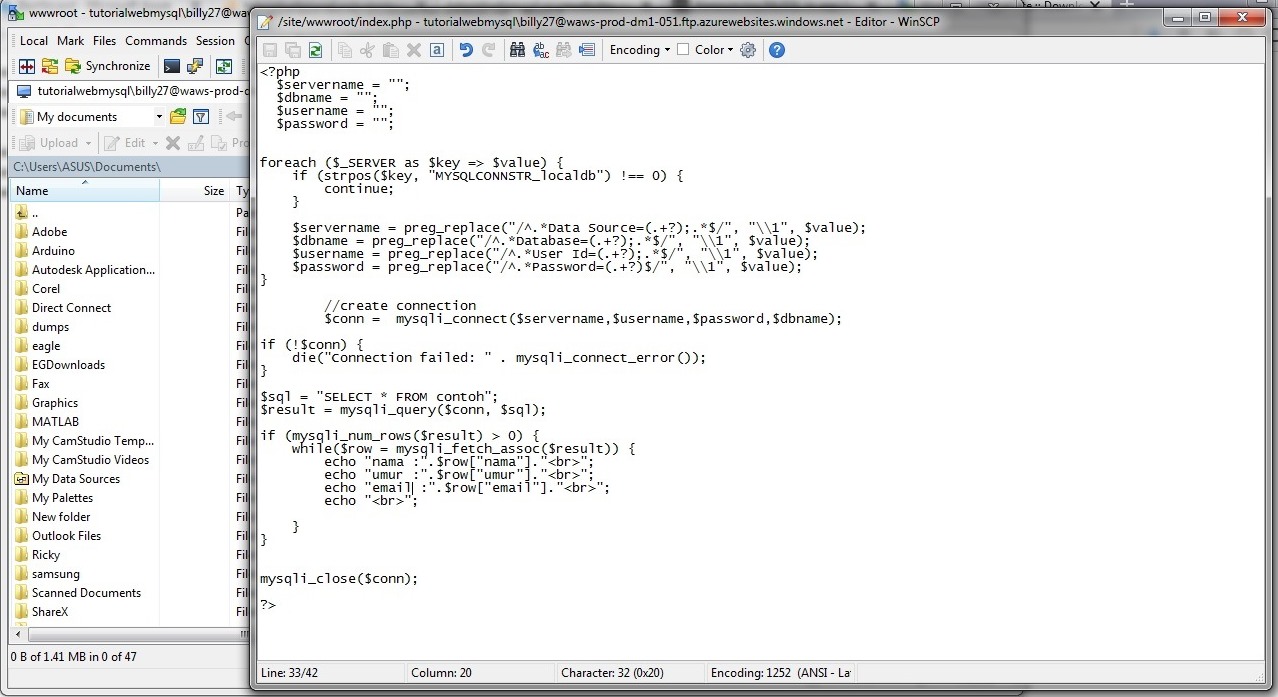 wwwroot - tutorialwebmysql\billy27@wa
Local Mark Files Commands Session
Synchronize
tutorialwebmysql\billy27@waws-prod-d
My documents
Upload Edit Pro
C:\Users\ASUS\Documents\
Name Size Ty
..
Adobe Fil
Arduino Fil
Autodesk Application... Fil
Corel Fil
Direct Connect Fil
dumps Fil
eagle Fil
EGDownloads Fil
Fax Fil
Graphics Fil
MATLAB Fil
My CamStudio Temp... Fil
My CamStudio Videos Fil
My Data Sources Fil
My Palettes Fil
New folder Fil
Outlook Files Fil
Ricky Fil
samsung Fil
Scanned Documents Fil
ShareX Fil
0 B of 1.41 MB in 0 of 47
/site/wwwroot/index.php - tutorialwebmysql\billy27@waws-prod-dm1-051.ftp.azurewebsites.windows.net - Editor - WinSCP
Encoding Color
<?php
  $servername = "";
  $dbname = "";
  $username = "";
  $password = "";
foreach ($_SERVER as $key => $value) {
    if (strpos($key, "MYSQLCONNSTR_localdb") !== 0) {
        continue;
    }
    $servername = preg_replace("/^.*Data Source=(.+?);.*$/", "\\1", $value);
    $dbname = preg_replace("/^.*Database=(.+?);.*$/", "\\1", $value);
    $username = preg_replace("/^.*User Id=(.+?);.*$/", "\\1", $value);
    $password = preg_replace("/^.*Password=(.+?)$/", "\\1", $value);
}
        //create connection
        $conn =  mysqli_connect($servername,$username,$password,$dbname);
if (!$conn) {
    die("Connection failed: " . mysqli_connect_error());
}
$sql = "SELECT * FROM contoh";
$result = mysqli_query($conn, $sql);
if (mysqli_num_rows($result) > 0) {
    while($row = mysqli_fetch_assoc($result)) {
        echo "nama :".$row["nama"]."<br>";
        echo "umur :".$row["umur"]."<br>";
        echo "email :".$row["email"]."<br>";
        echo "<br>";
    }
}
mysqli_close($conn);
?>
Line: 33/42 Column: 20 Character: 32 (0x20) Encoding: 1252 (ANSI - La